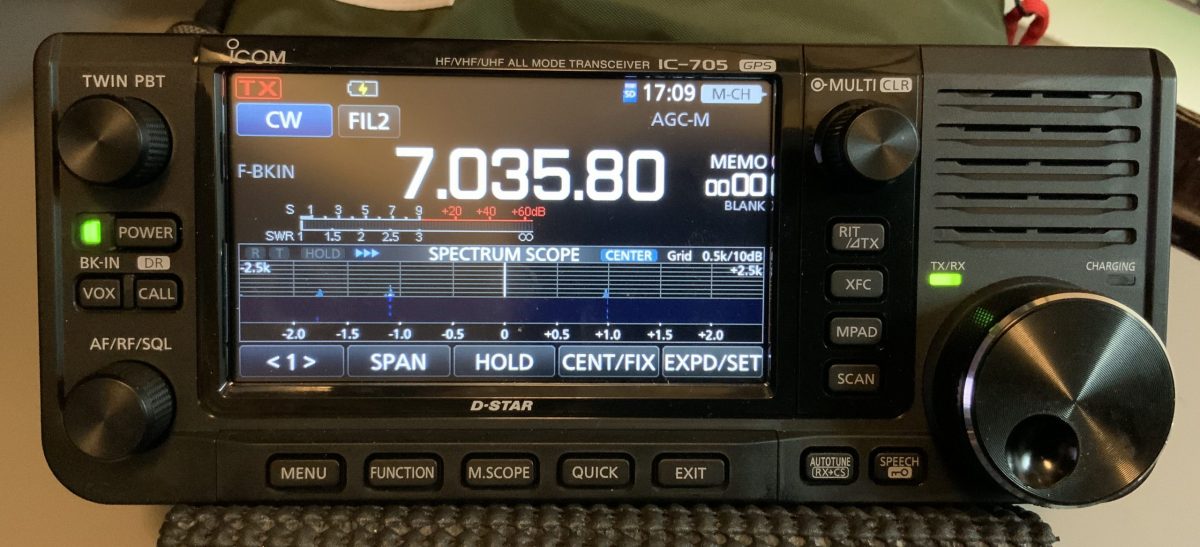 ICOM
HF/VHF/UHF ALL MODE TRANSCEIVER IC-705 GPS
TWIN PBT
MULTI CLR
TX
17:09 M-CH
CW FIL2 AGC-M
F-BKIN
7.035.80
MEMO
0000
BLANK
S 1 3 5 7 9 +20 +40 +60dB
SWR 1 1.5 2 2.5 3 ∞
R T HOLD SPECTRUM SCOPE CENTER Grid 0.5k/10dB
-2.5k +2.5k
-2.0 -1.5 -1.0 -0.5 0 +0.5 +1.0 +1.5 +2.0
<1> SPAN HOLD CENT/FIX EXPD/SET
D-STAR
POWER
BK-IN DR
VOX CALL
AF/RF/SQL
RIT/⊿TX
XFC
MPAD
SCAN
TX/RX CHARGING
MENU FUNCTION M.SCOPE QUICK EXIT
AUTOTUNE
RX→CS
SPEECH